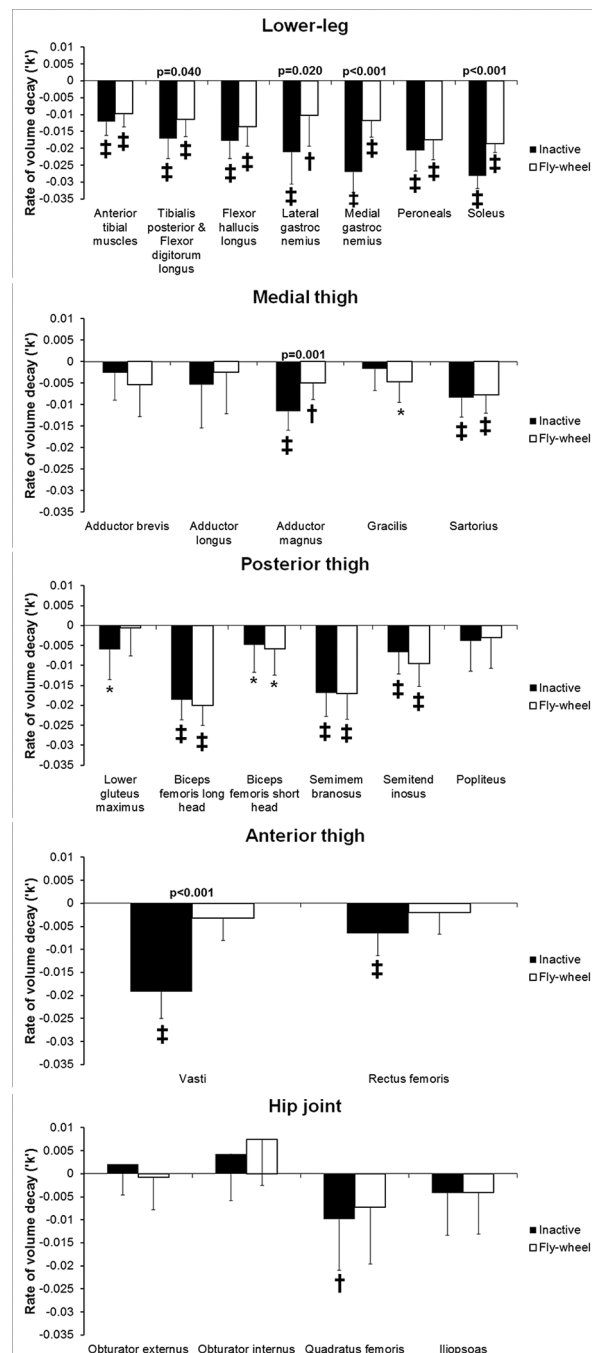 Lower-leg
Rate of volume decay ('k')
0.01
0.005
0
-0.005
-0.01
-0.015
-0.02
-0.025
-0.03
-0.035
p=0.040
p=0.020
p<0.001
p<0.001
‡ ‡ ‡ ‡ ‡ ‡ ‡ † ‡ ‡ ‡ ‡ ‡ ‡
Inactive
Fly-wheel
Anterior tibial muscles
Tibialis posterior & Flexor digitorum longus
Flexor hallucis longus
Lateral gastroc nemius
Medial gastroc nemius
Peroneals
Soleus
Medial thigh
Rate of volume decay ('k')
0.01
0.005
0
-0.005
-0.01
-0.015
-0.02
-0.025
-0.03
-0.035
p=0.001
‡ † * ‡ ‡
Inactive
Fly-wheel
Adductor brevis
Adductor longus
Adductor magnus
Gracilis
Sartorius
Posterior thigh
Rate of volume decay ('k')
0.01
0.005
0
-0.005
-0.01
-0.015
-0.02
-0.025
-0.03
-0.035
* ‡ ‡ * * ‡ ‡ ‡ ‡
Inactive
Fly-wheel
Lower gluteus maximus
Biceps femoris long head
Biceps femoris short head
Semimem branosus
Semitend inosus
Popliteus
Anterior thigh
Rate of volume decay ('k')
0.01
0.005
0
-0.005
-0.01
-0.015
-0.02
-0.025
-0.03
-0.035
p<0.001
‡ ‡
Inactive
Fly-wheel
Vasti
Rectus femoris
Hip joint
Rate of volume decay ('k')
0.01
0.005
0
-0.005
-0.01
-0.015
-0.02
-0.025
-0.03
-0.035
†
Inactive
Fly-wheel
Obturator externus
Obturator internus
Quadratus femoris
Iliopsoas